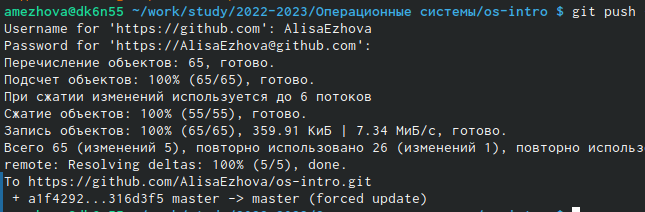 amezhova@dk6n55 ~/work/study/2022-2023/Операционные системы/os-intro $ git push
Username for 'https://github.com': AlisaEzhova
Password for 'https://AlisaEzhova@github.com':
Перечисление объектов: 65, готово.
Подсчет объектов: 100% (65/65), готово.
При сжатии изменений используется до 6 потоков
Сжатие объектов: 100% (55/55), готово.
Запись объектов: 100% (65/65), 359.91 КиБ | 7.34 МиБ/с, готово.
Всего 65 (изменений 5), повторно использовано 26 (изменений 1), повторно использ
remote: Resolving deltas: 100% (5/5), done.
To https://github.com/AlisaEzhova/os-intro.git
 + a1f4292...316d3f5 master -> master (forced update)